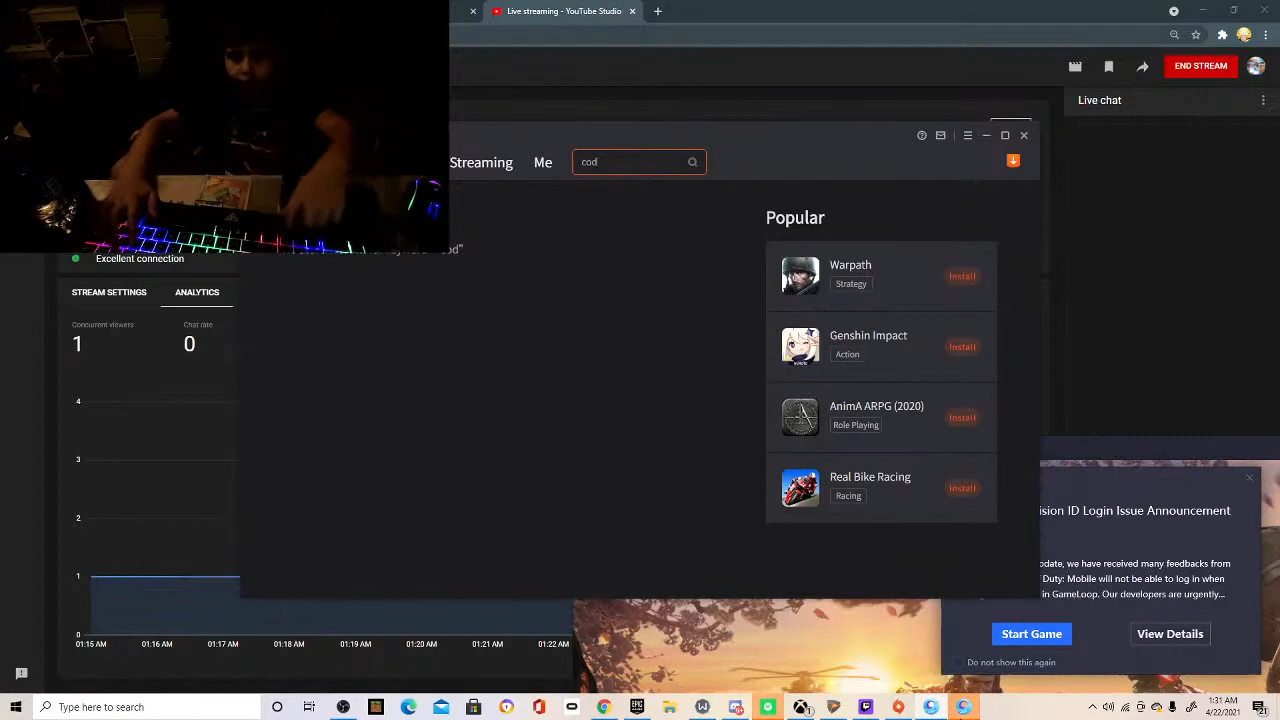 Live streaming - YouTube Studio
END STREAM
Live chat
Streaming
Me
cod
Popular
Warpath
Strategy
Install
Genshin Impact
Action
Install
AnimA ARPG (2020)
Role Playing
Install
Real Bike Racing
Racing
Install
Excellent connection
STREAM SETTINGS
ANALYTICS
Concurrent viewers
Chat rate
1
0
4
3
2
1
0
01:15 AM 01:16 AM 01:17 AM 01:18 AM 01:19 AM 01:20 AM 01:21 AM 01:22 AM
ision ID Login Issue Announcement
odate, we have received many feedbacks from
Duty: Mobile will not be able to log in when
in GameLoop. Our developers are urgently...
Start Game
View Details
Do not show this again
Type here to search
EPIC
1:31 AM
4/22/2021